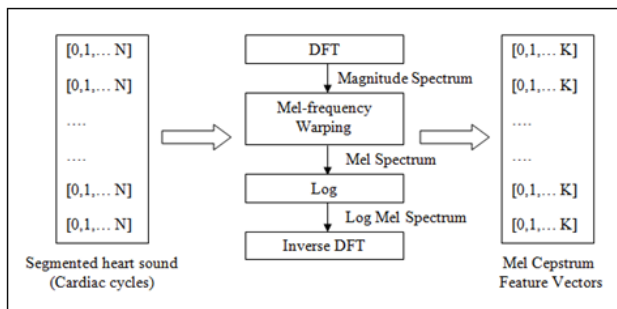 [0,1,... N]
[0,1,... N]
....
....
[0,1,... N]
[0,1,... N]
Segmented heart sound
(Cardiac cycles)
DFT
Magnitude Spectrum
Mel-frequency
Warping
Mel Spectrum
Log
Log Mel Spectrum
Inverse DFT
[0,1,... K]
[0,1,... K]
....
....
[0,1,... K]
[0,1,... K]
Mel Cepstrum
Feature Vectors